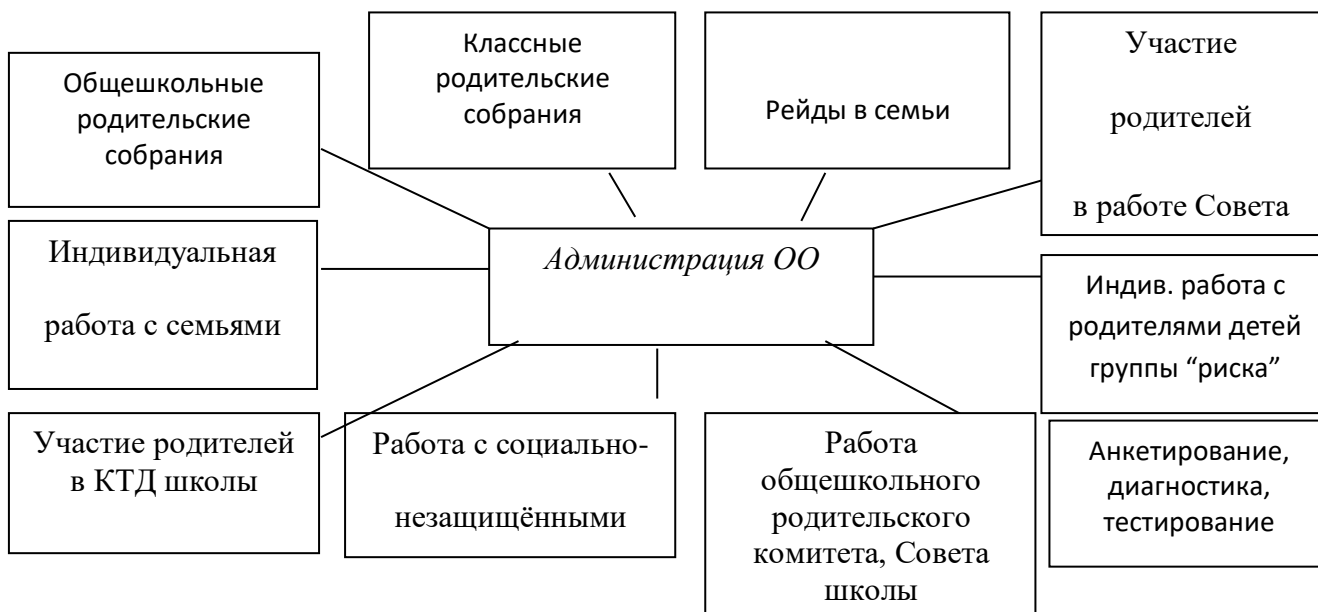 Общешкольные
родительские
собрания
Классные
родительские
собрания
Рейды в семьи
Участие
родителей
в работе Совета
Индивидуальная
работа с семьями
Администрация ОО
Индив. работа с
родителями детей
группы “риска”
Участие родителей
в КТД школы
Работа с социально-
незащищёнными
Работа
общешкольного
родительского
комитета, Совета
школы
Анкетирование,
диагностика,
тестирование